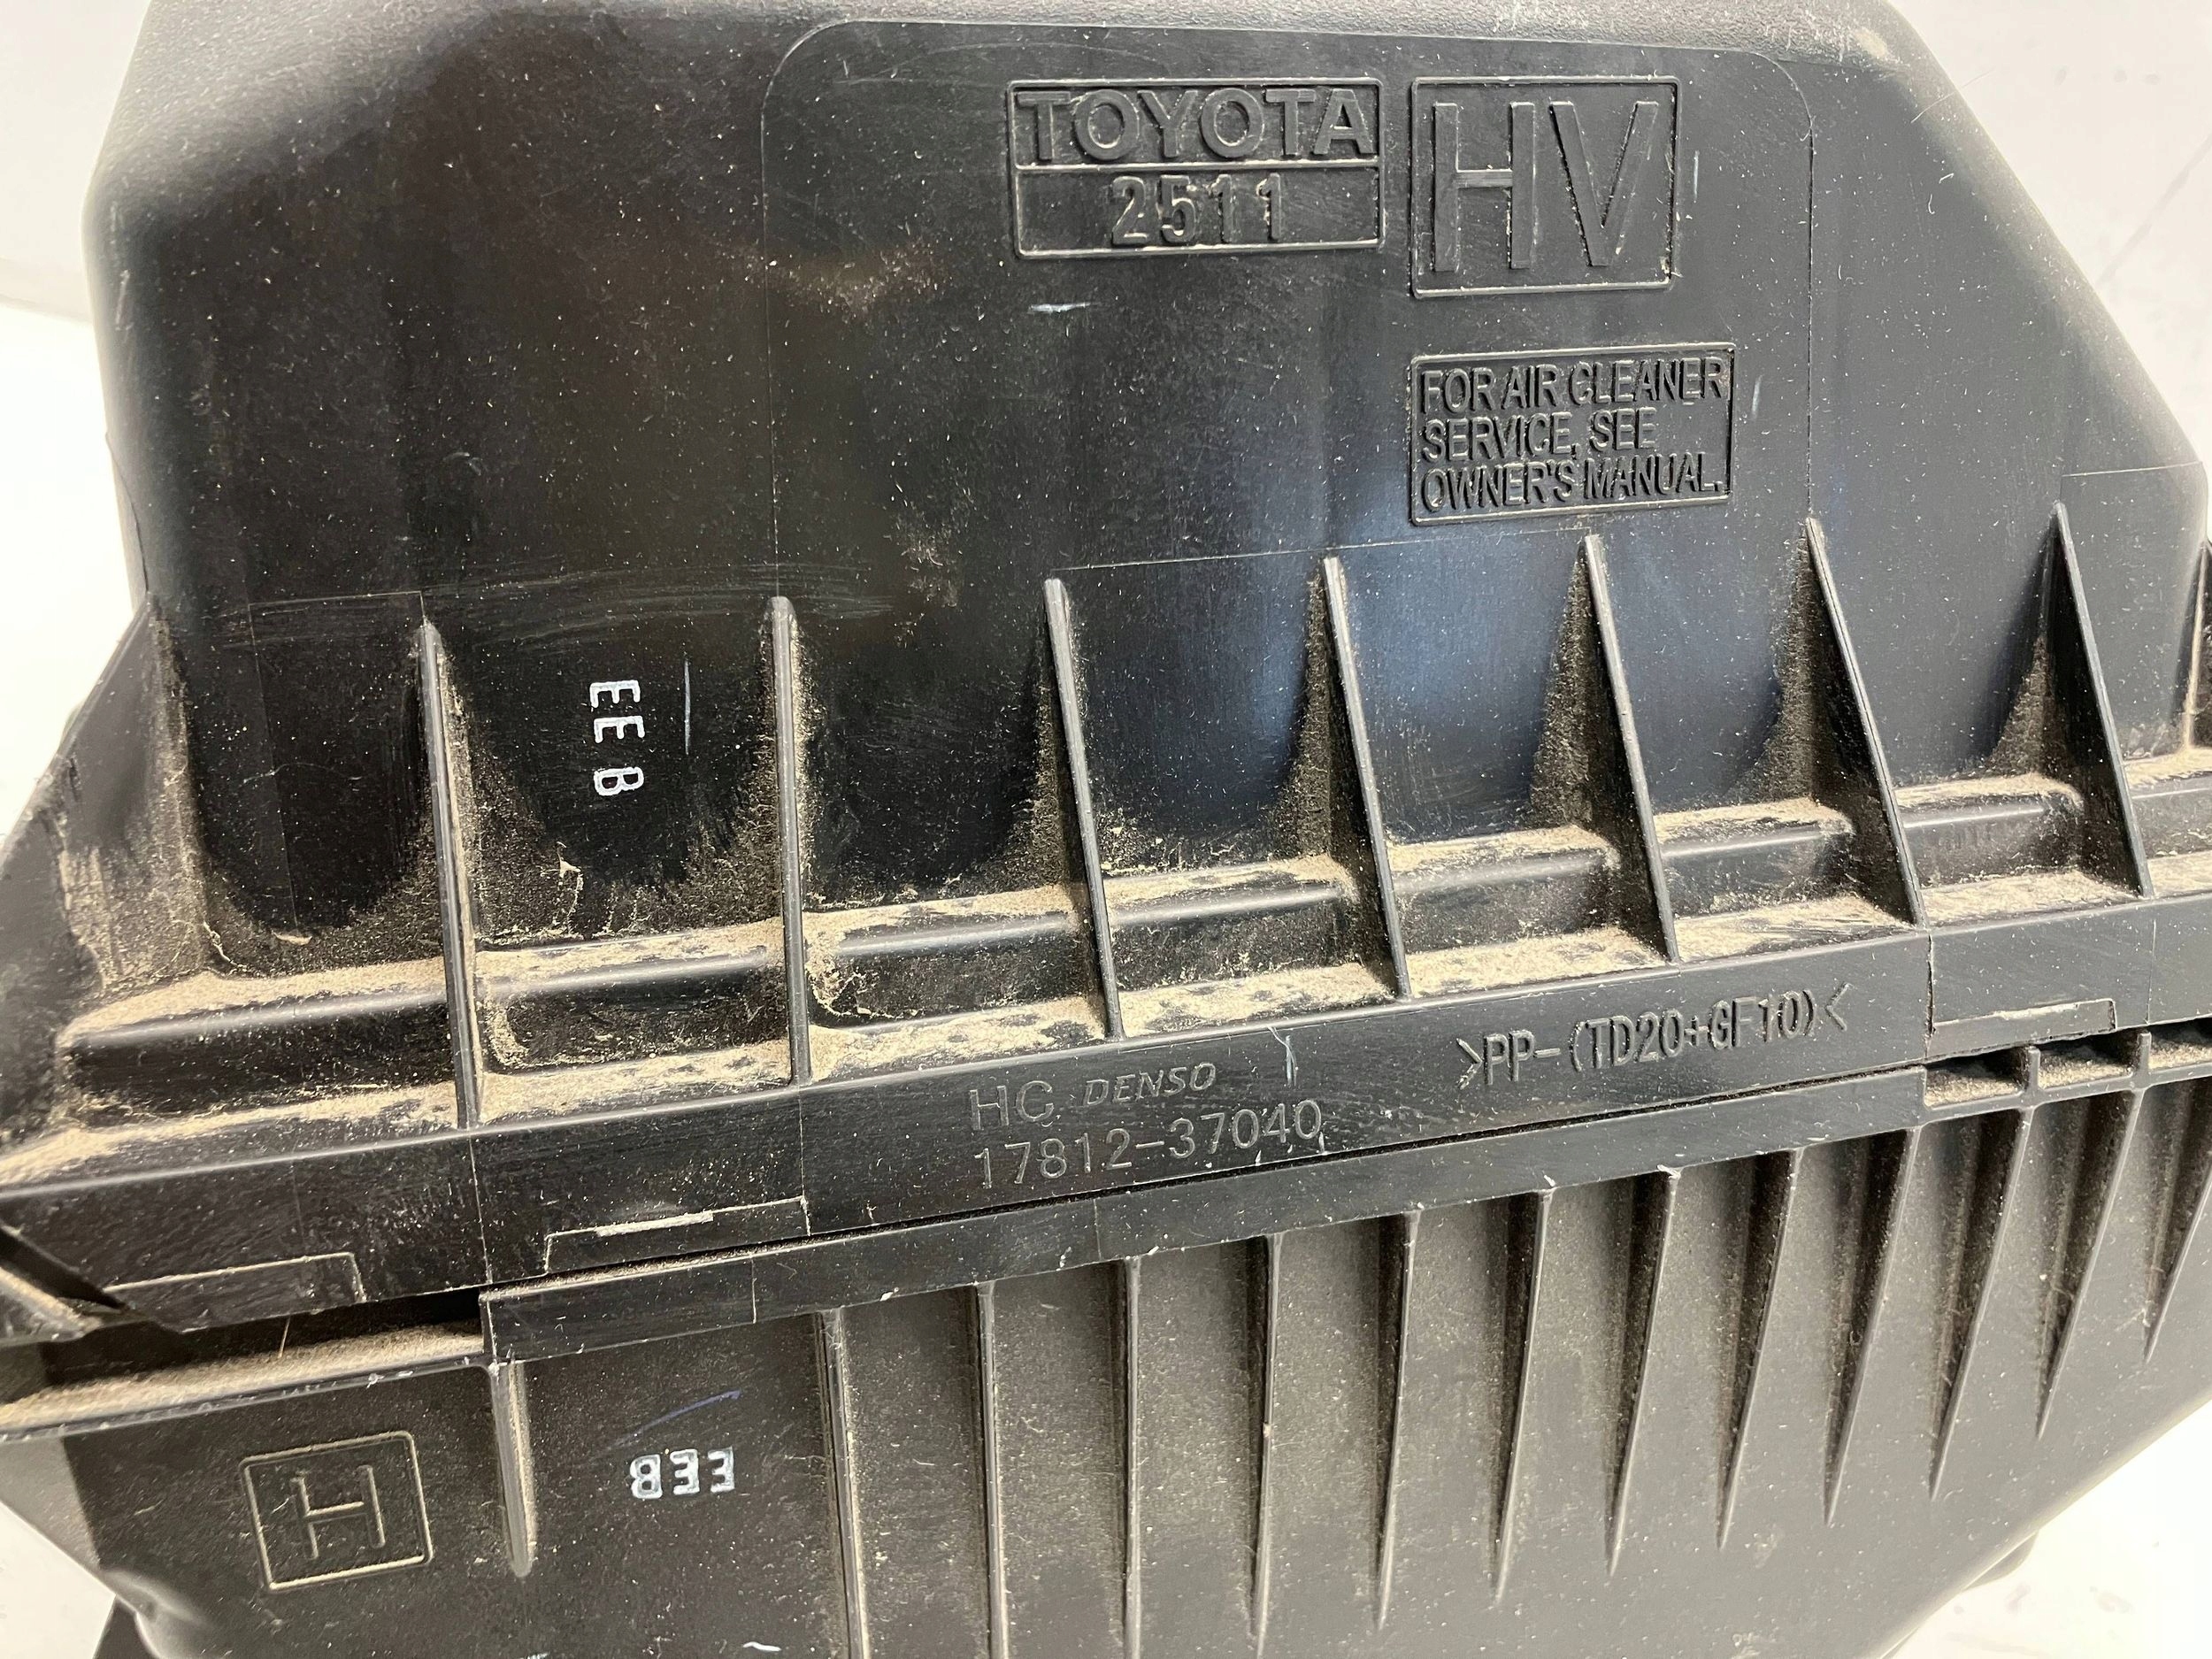 TOYOTA
2511
HV
FOR AIR CLEANER
SERVICE, SEE
OWNER'S MANUAL.
EEB
>PP-(TD20+GF10)<
HC DENSO
17812-37040
H
EEB